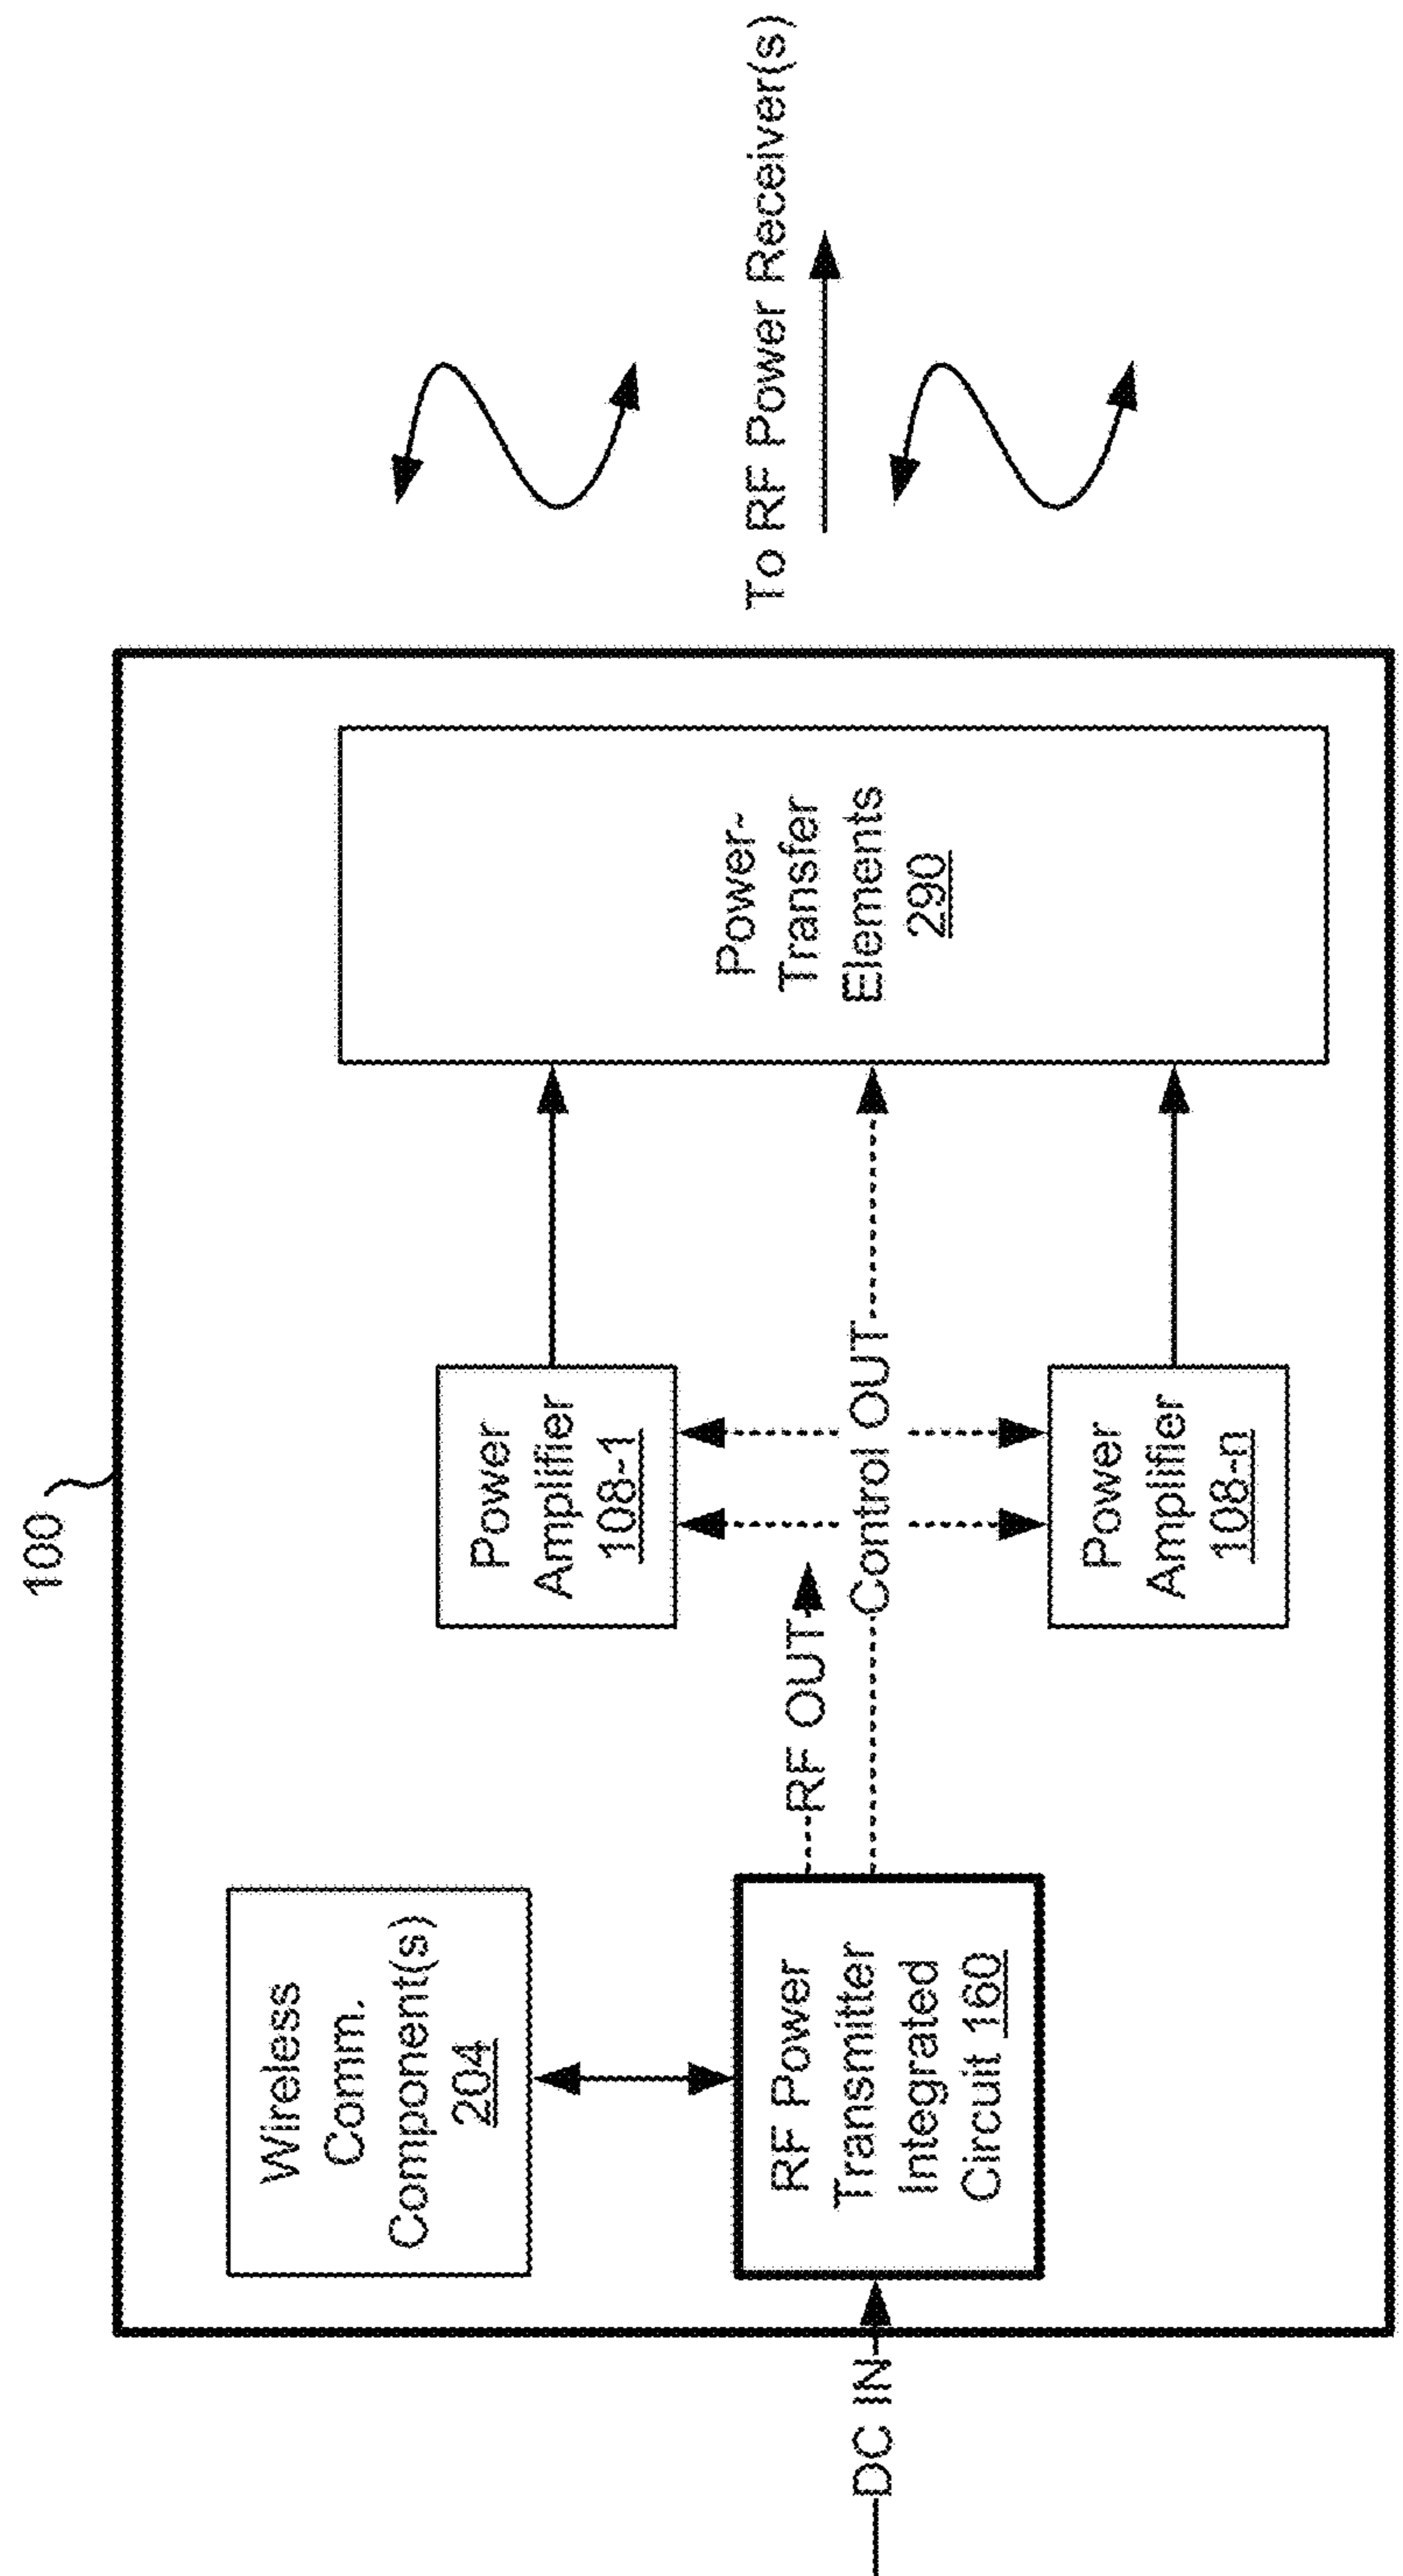 100
Wireless
Comm.
Component(s)
204
DC IN
RF Power
Transmitter
Integrated
Circuit 160
RF OUT
Control OUT
Power
Amplifier
108-1
Power
Amplifier
108-n
Power-
Transfer
Elements
290
To RF Power Receiver(s)